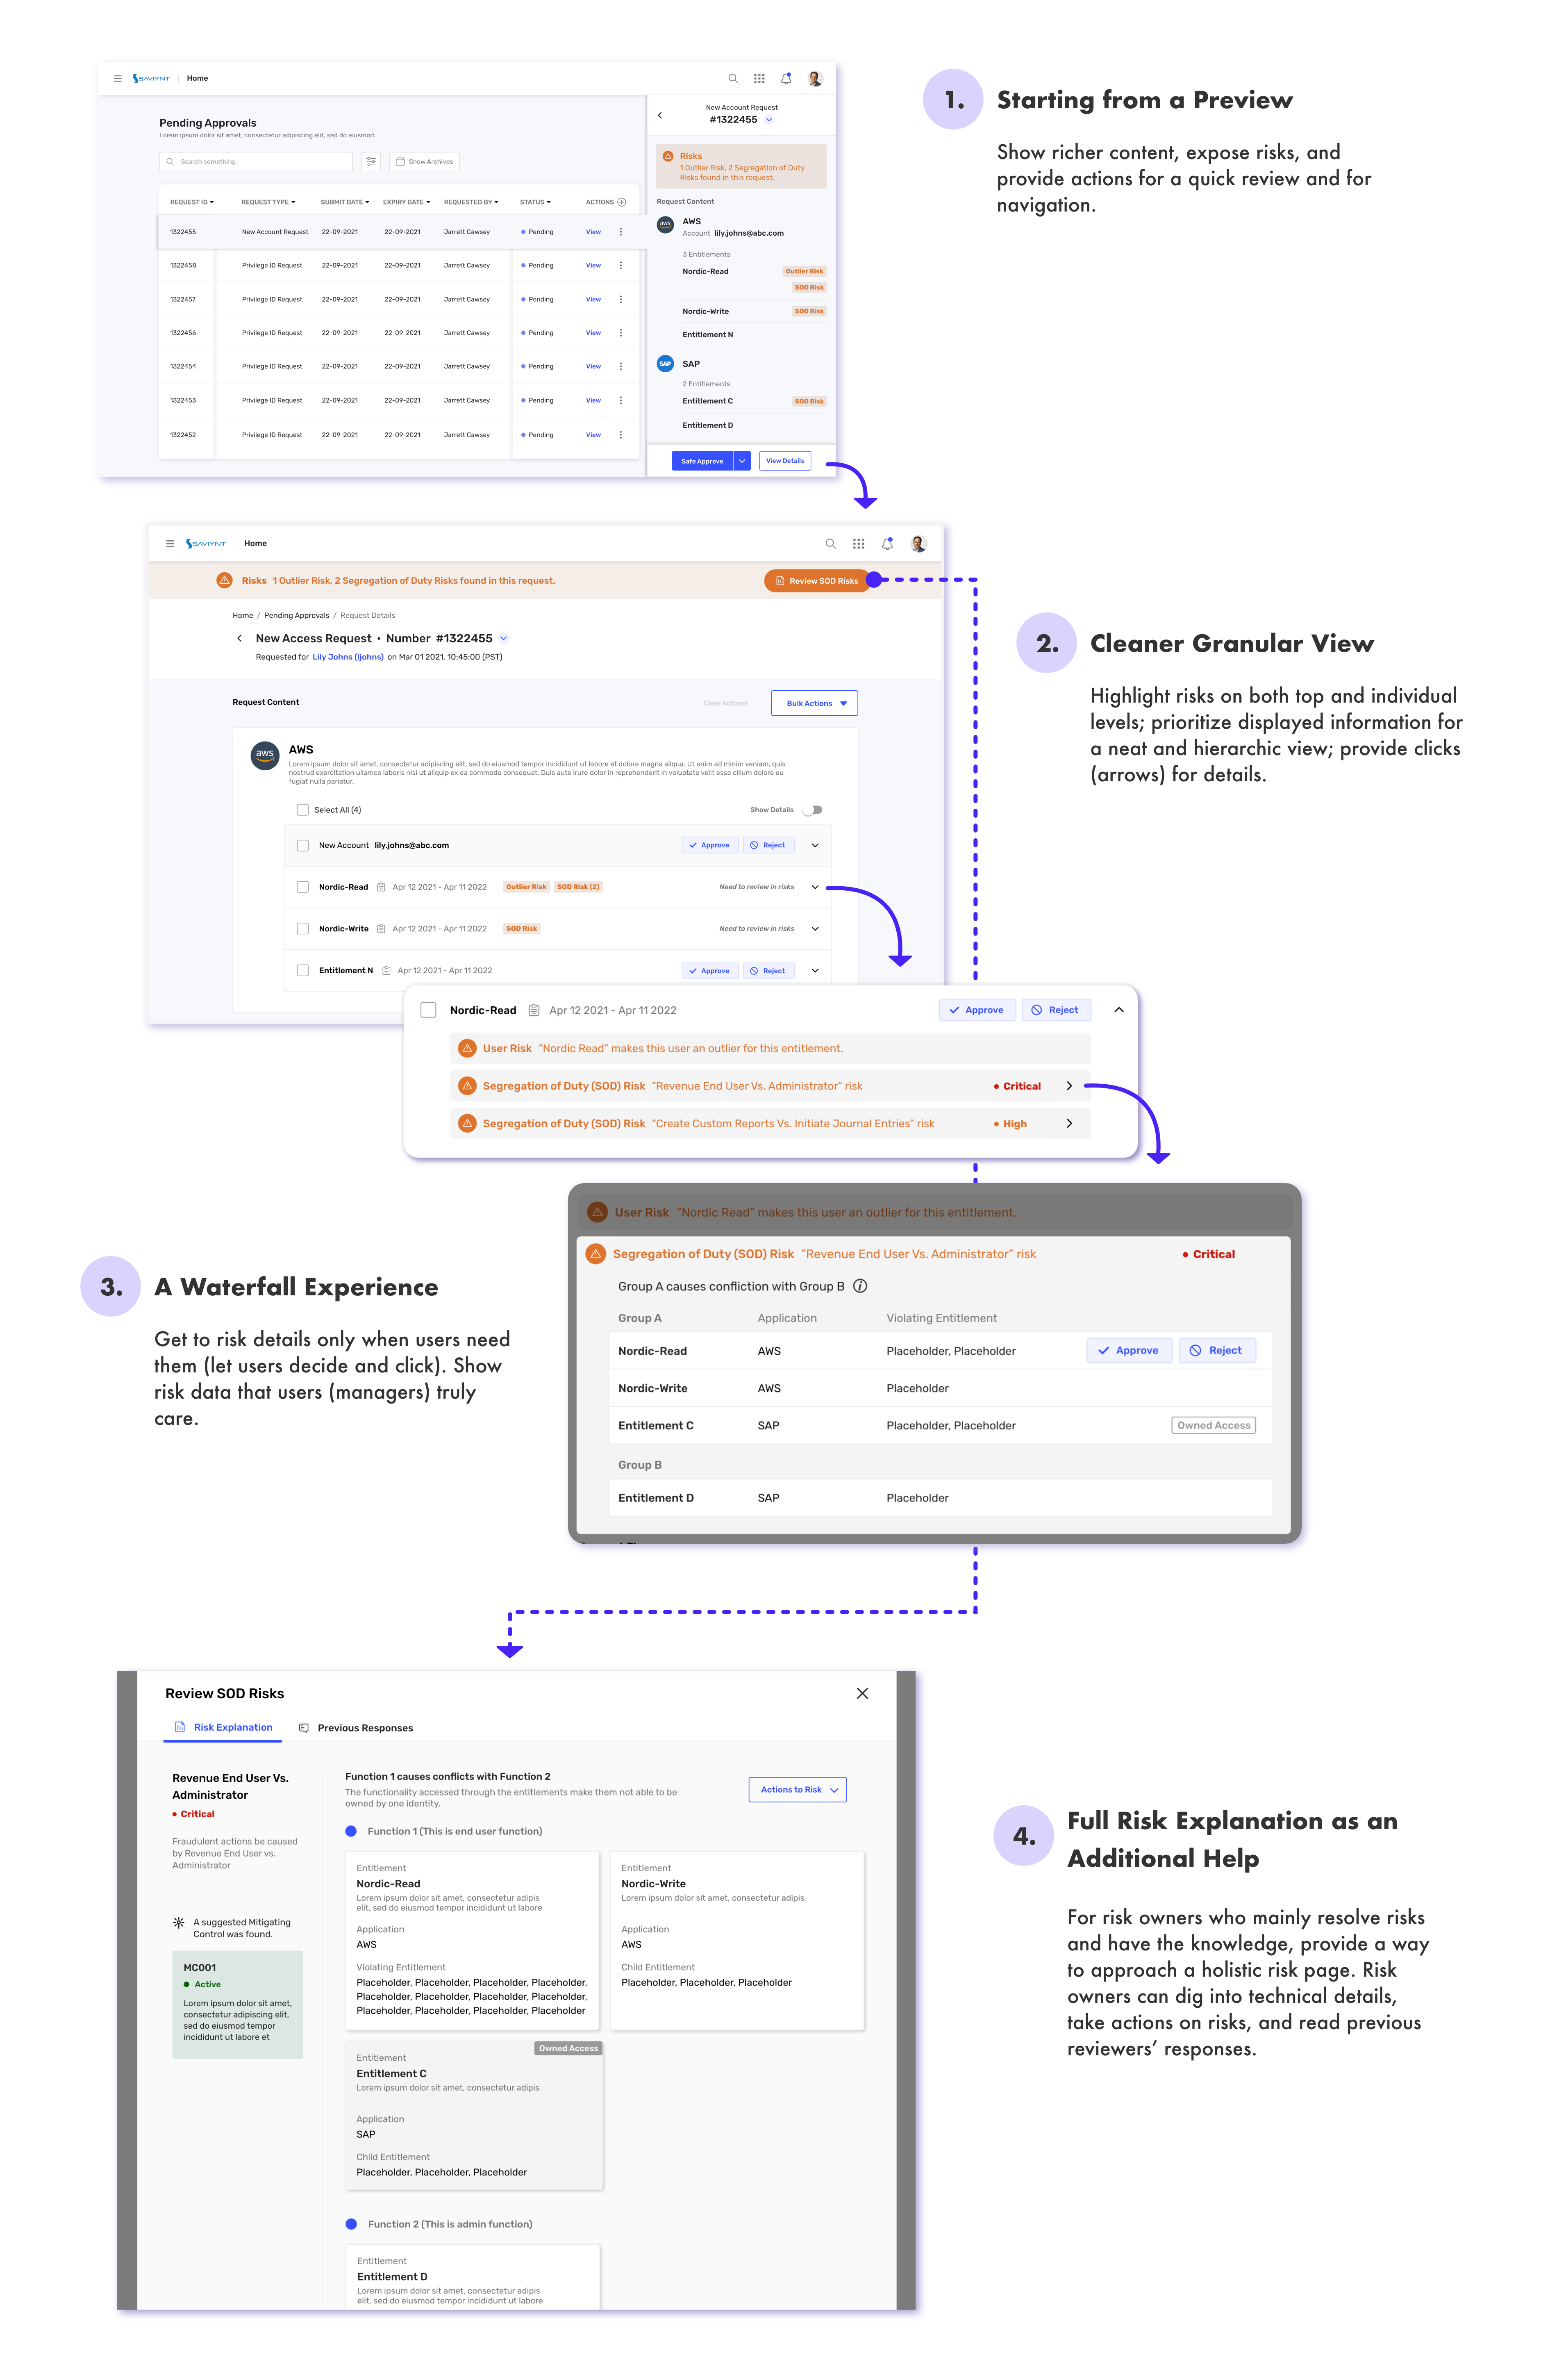 SAVIYNT
Home
Pending Approvals
Lorem ipsum dolor sit amet, consectetur adipiscing elit, sed do eiusmod.
Search something
Show Archives
REQUEST ID REQUEST TYPE SUBMIT DATE EXPIRY DATE REQUESTED BY STATUS ACTIONS
1322455 New Account Request 22-09-2021 22-09-2021 Jarrett Cawsey Pending View
1322458 Privilege ID Request 22-09-2021 22-09-2021 Jarrett Cawsey Pending View
1322457 Privilege ID Request 22-09-2021 22-09-2021 Jarrett Cawsey Pending View
1322456 Privilege ID Request 22-09-2021 22-09-2021 Jarrett Cawsey Pending View
1322454 Privilege ID Request 22-09-2021 22-09-2021 Jarrett Cawsey Pending View
1322453 Privilege ID Request 22-09-2021 22-09-2021 Jarrett Cawsey Pending View
1322452 Privilege ID Request 22-09-2021 22-09-2021 Jarrett Cawsey Pending View
New Account Request
#1322455
Risks
1 Outlier Risk, 2 Segregation of Duty
Risks found in this request.
Request Content
aws
AWS
Account lily.johns@abc.com
3 Entitlements
Nordic-Read Outlier Risk
SOD Risk
Nordic-Write SOD Risk
Entitlement N
SAP
SAP
2 Entitlements
Entitlement C SOD Risk
Entitlement D
Safe Approve View Details
1. Starting from a Preview
Show richer content, expose risks, and
provide actions for a quick review and for
navigation.
SAVIYNT
Home
Risks 1 Outlier Risk, 2 Segregation of Duty Risks found in this request.
Review SOD Risks
Home / Pending Approvals / Request Details
New Access Request • Number #1322455
Requested for Lily Johns (ljohns) on Mar 01 2021, 10:45:00 (PST)
Request Content Clear Actions Bulk Actions
aws
AWS
Lorem ipsum dolor sit amet, consectetur adipiscing elit, sed do eiusmod tempor incididunt ut labore et dolore magna aliqua. Ut enim ad minim veniam, quis
nostrud exercitation ullamco laboris nisi ut aliquip ex ea commodo consequat. Duis aute irure dolor in reprehenderit in voluptate velit esse cillum dolore eu
fugiat nulla pariatur.
Select All (4) Show Details
New Account lily.johns@abc.com Approve Reject
Nordic-Read Apr 12 2021 - Apr 11 2022 Outlier Risk SOD Risk (2) Need to review in risks
Nordic-Write Apr 12 2021 - Apr 11 2022 SOD Risk Need to review in risks
Entitlement N Apr 12 2021 - Apr 11 2022 Approve Reject
2. Cleaner Granular View
Highlight risks on both top and individual
levels; prioritize displayed information for
a neat and hierarchic view; provide clicks
(arrows) for details.
Nordic-Read Apr 12 2021 - Apr 11 2022 Approve Reject
User Risk "Nordic Read" makes this user an outlier for this entitlement.
Segregation of Duty (SOD) Risk "Revenue End User Vs. Administrator" risk Critical
Segregation of Duty (SOD) Risk "Create Custom Reports Vs. Initiate Journal Entries" risk High
3. A Waterfall Experience
Get to risk details only when users need
them (let users decide and click). Show
risk data that users (managers) truly
care.
User Risk "Nordic Read" makes this user an outlier for this entitlement.
Segregation of Duty (SOD) Risk "Revenue End User Vs. Administrator" risk Critical
Group A causes confliction with Group B
Group A Application Violating Entitlement
Nordic-Read AWS Placeholder, Placeholder Approve Reject
Nordic-Write AWS Placeholder
Entitlement C SAP Placeholder, Placeholder Owned Access
Group B
Entitlement D SAP Placeholder
Review SOD Risks
Risk Explanation Previous Responses
Revenue End User Vs.
Administrator
Critical
Fraudulent actions be caused
by Revenue End User vs.
Administrator
A suggested Mitigating
Control was found.
MC001
Active
Lorem ipsum dolor sit amet,
consectetur adipiscing elit,
sed do eiusmod tempor
incididunt ut labore et
Function 1 causes conflicts with Function 2
The functionality accessed through the entitlements make them not able to be
owned by one identity.
Actions to Risk
Function 1 (This is end user function)
Entitlement
Nordic-Read
Lorem ipsum dolor sit amet, consectetur adipis
elit, sed do eiusmod tempor incididunt ut labore
Application
AWS
Violating Entitlement
Placeholder, Placeholder, Placeholder, Placeholder,
Placeholder, Placeholder, Placeholder, Placeholder,
Placeholder, Placeholder, Placeholder, Placeholder
Entitlement
Nordic-Write
Lorem ipsum dolor sit amet, consectetur adipis
Application
AWS
Child Entitlement
Placeholder, Placeholder, Placeholder
Owned Access
Entitlement
Entitlement C
Lorem ipsum dolor sit amet, consectetur adipis
Application
SAP
Child Entitlement
Placeholder, Placeholder, Placeholder
Function 2 (This is admin function)
Entitlement
Entitlement D
Lorem ipsum dolor sit amet, consectetur adipis
elit, sed do eiusmod tempor incididunt ut labore
4. Full Risk Explanation as an
Additional Help
For risk owners who mainly resolve risks
and have the knowledge, provide a way
to approach a holistic risk page. Risk
owners can dig into technical details,
take actions on risks, and read previous
reviewers' responses.